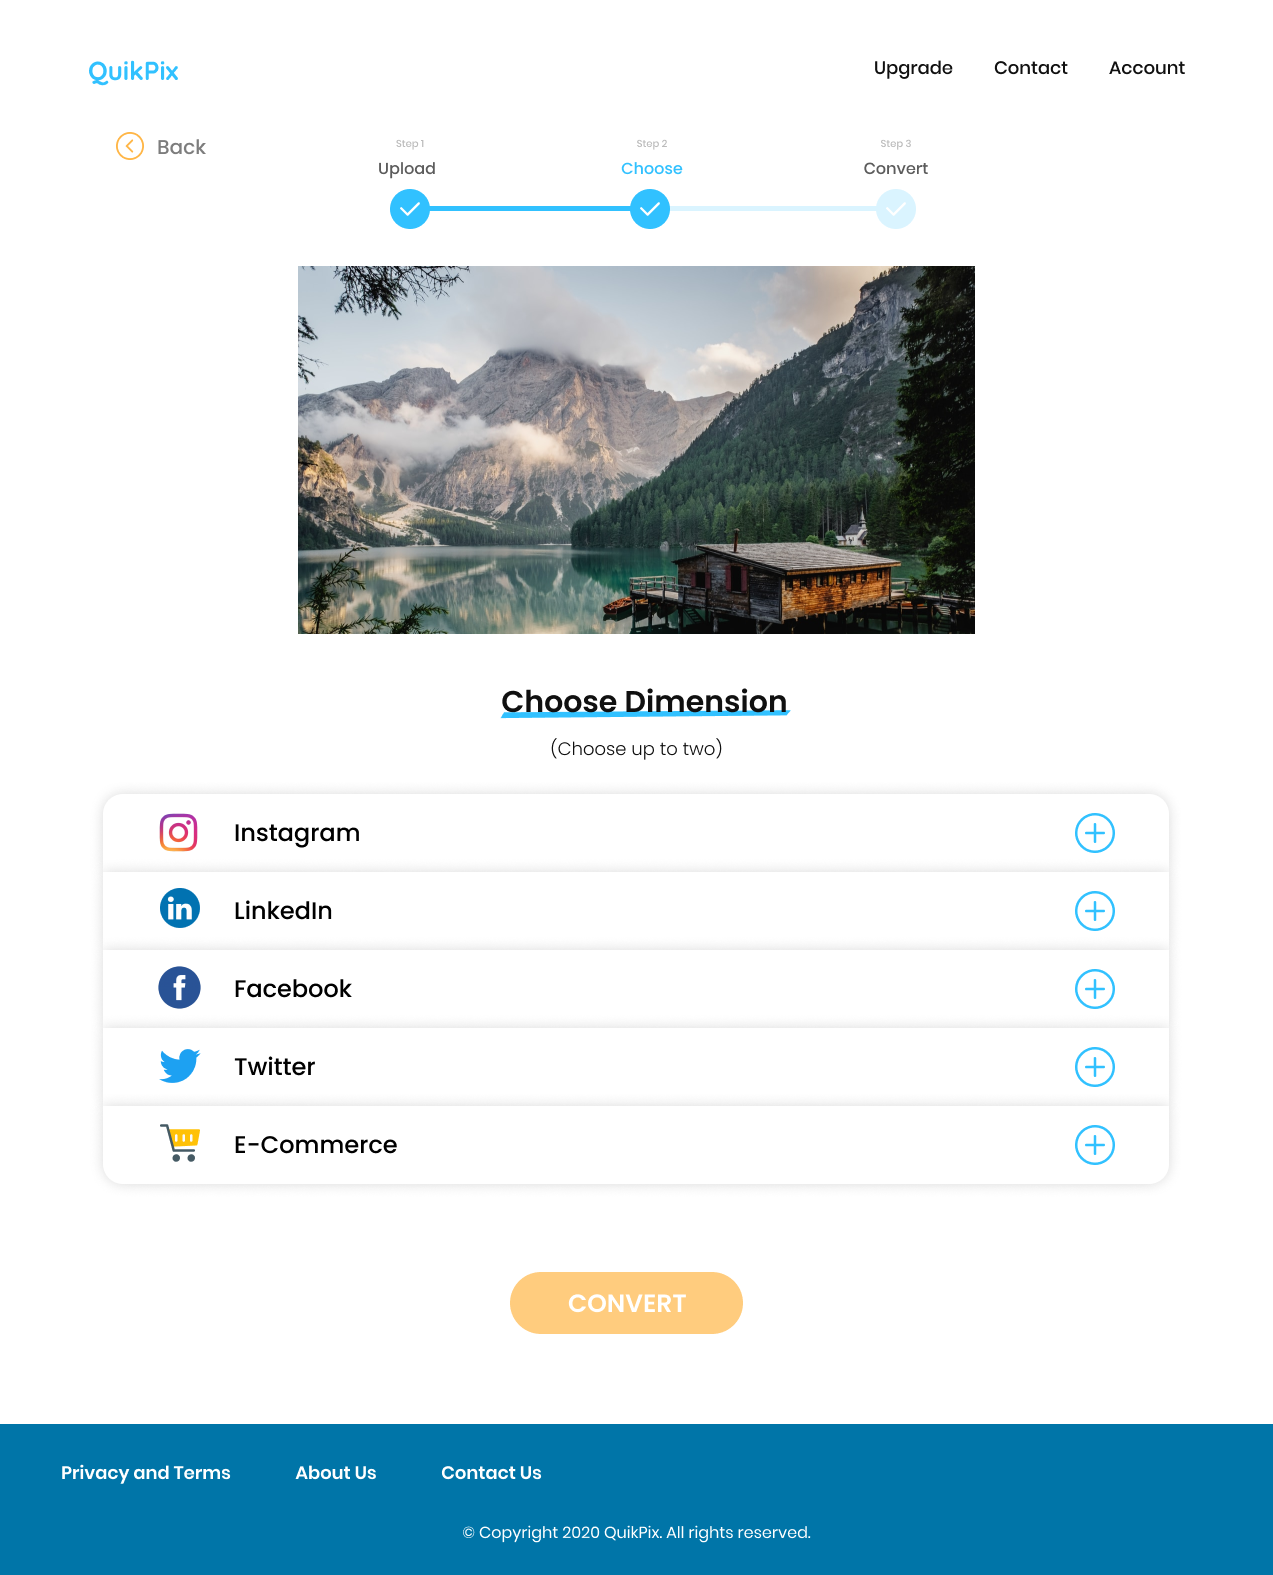 QuikPix
Upgrade Contact Account
Back
Step 1 Step 2 Step 3
Upload Choose Convert
Choose Dimension
(Choose up to two)
Instagram
in LinkedIn
f Facebook
Twitter
E-Commerce
CONVERT
Privacy and Terms About Us Contact Us
© Copyright 2020 QuikPix. All rights reserved.